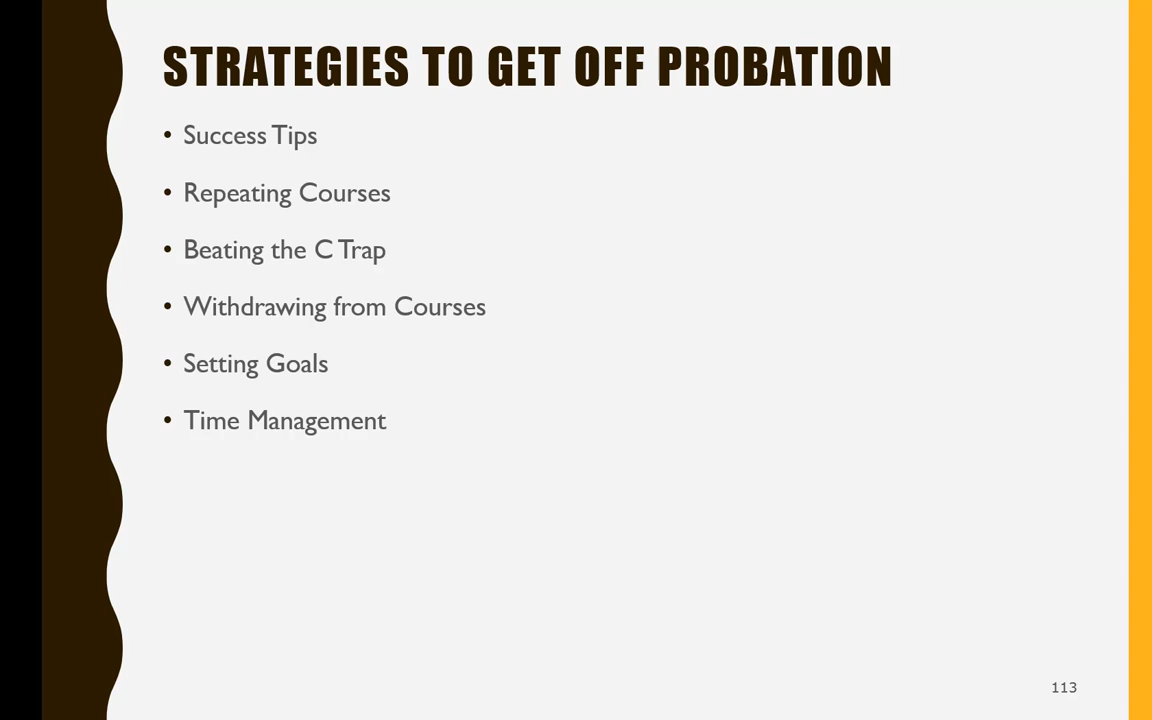 STRATEGIES TO GET OFF PROBATION
• Success Tips
• Repeating Courses
• Beating the C Trap
• Withdrawing from Courses
• Setting Goals
• Time Management
113